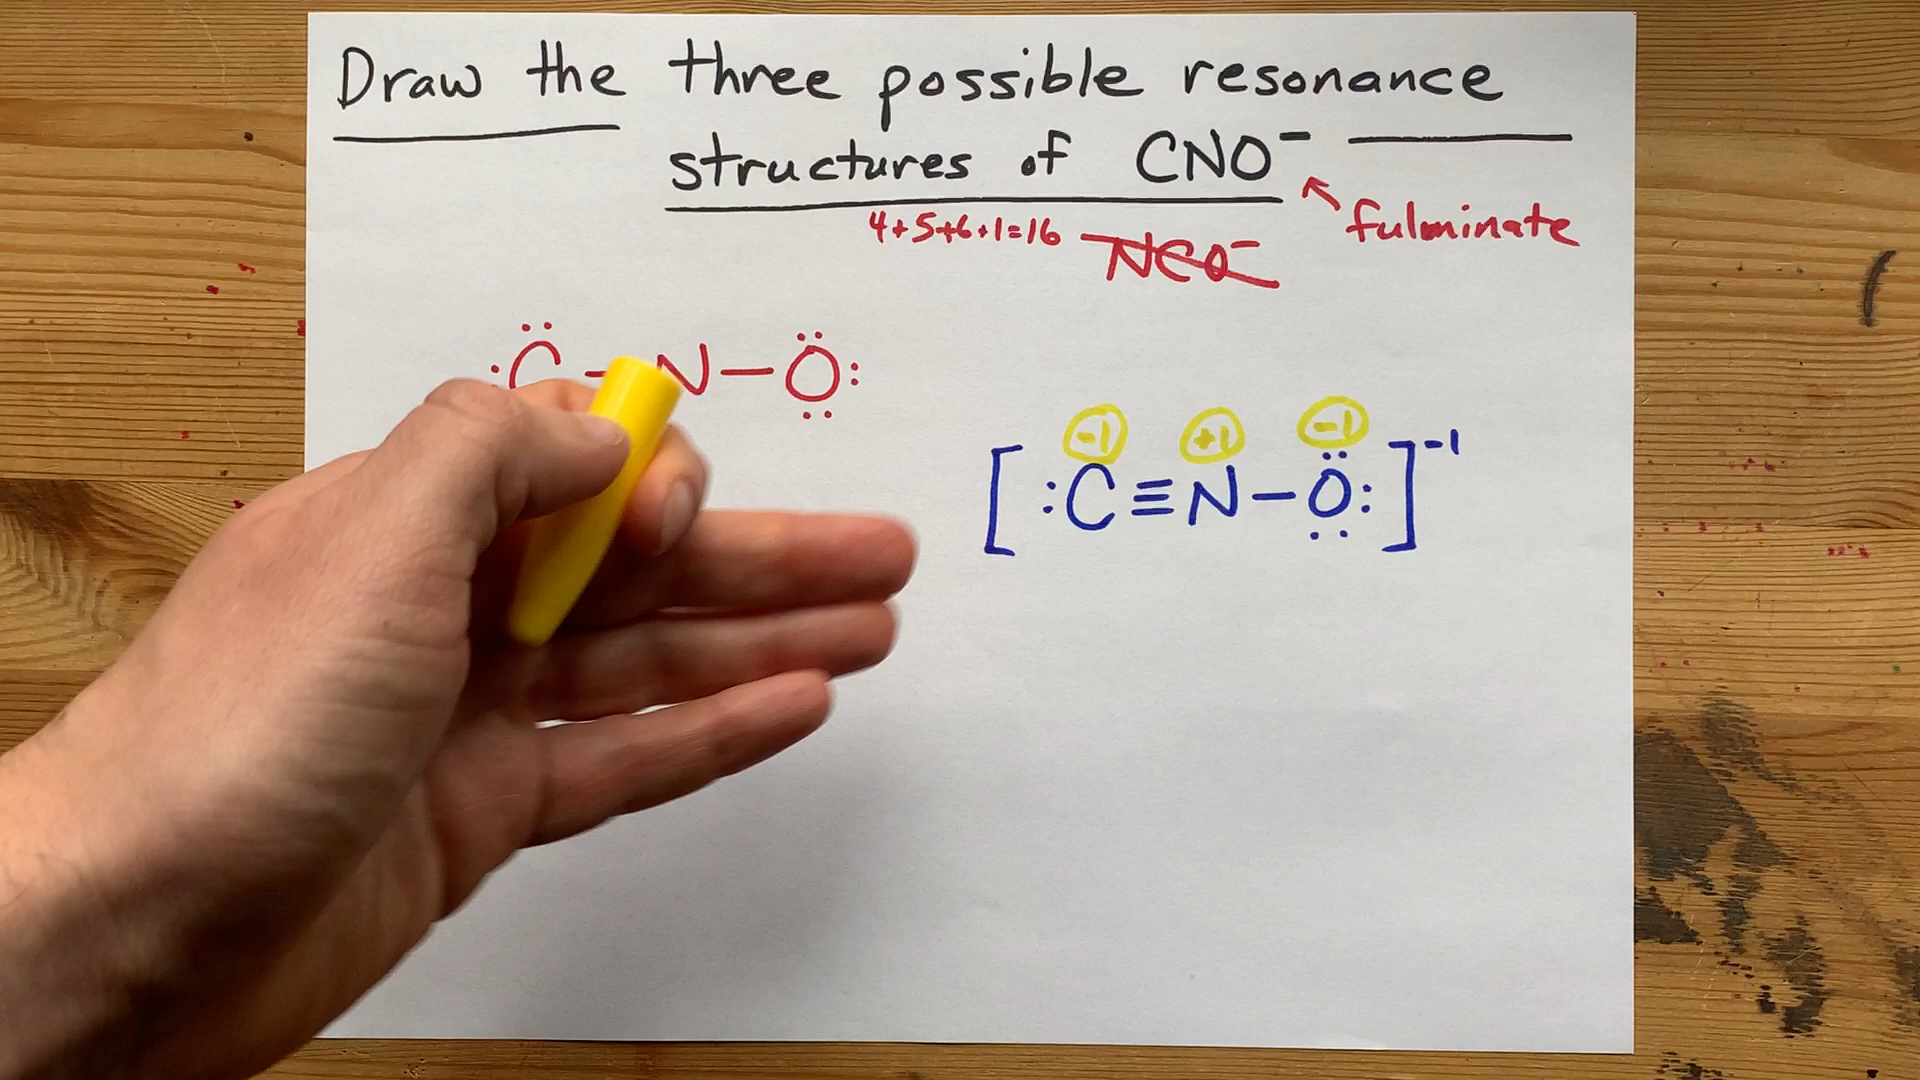 Draw the three possible resonance
structures of CNO⁻
fulminate
4+5+6+1=16 NCO⁻
:C̈ - N — Ö:
-1 +1 -1
[:C≡N—Ö:]⁻¹